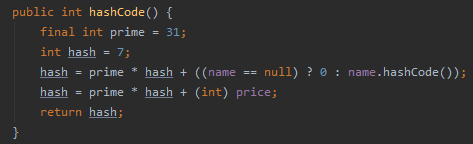 public int hashCode() {
    final int prime = 31;
    int hash = 7;
    hash = prime * hash + ((name == null) ? 0 : name.hashCode());
    hash = prime * hash + (int) price;
    return hash;
}